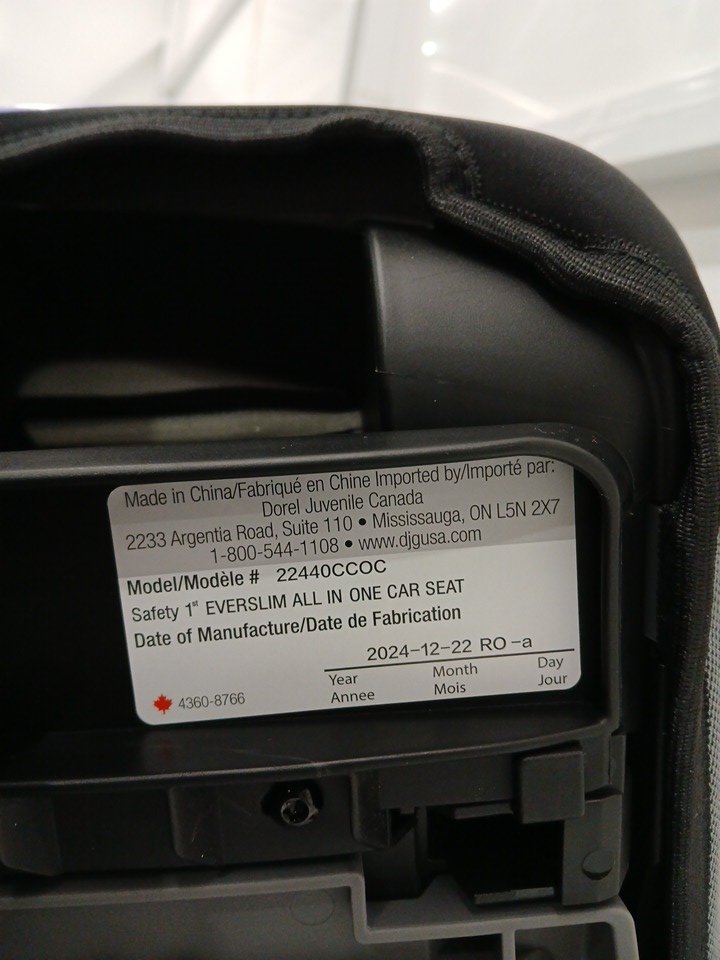 Made in China/Fabriqué en Chine Imported by/Importé par:
Dorel Juvenile Canada
2233 Argentia Road, Suite 110 • Mississauga, ON L5N 2X7
1-800-544-1108 • www.djgusa.com
Model/Modèle # 22440CCOC
Safety 1st EVERSLIM ALL IN ONE CAR SEAT
Date of Manufacture/Date de Fabrication
2024-12-22 RO-a
Year Month Day
Annee Mois Jour
4360-8766